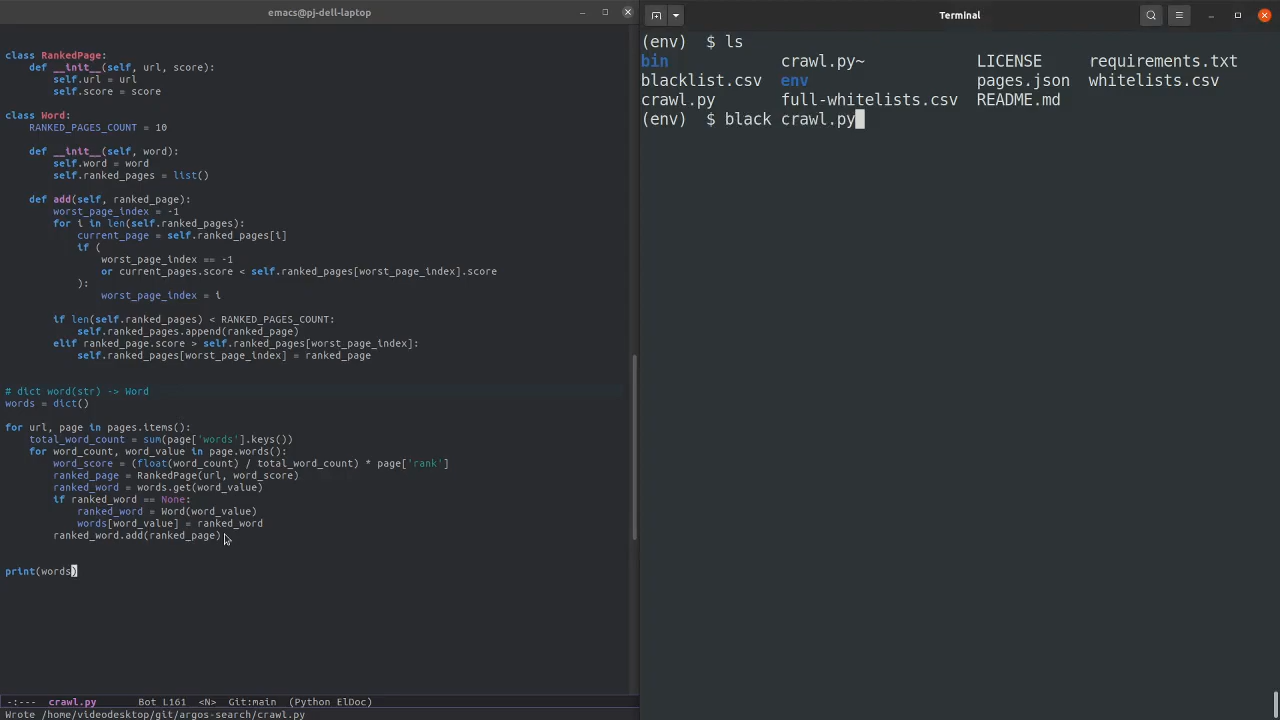 emacs@pj-dell-laptop
class RankedPage:
    def __init__(self, url, score):
        self.url = url
        self.score = score
class Word:
    RANKED_PAGES_COUNT = 10
    def __init__(self, word):
        self.word = word
        self.ranked_pages = list()
    def add(self, ranked_page):
        worst_page_index = -1
        for i in len(self.ranked_pages):
            current_page = self.ranked_pages[i]
            if (
                worst_page_index == -1
                or current_pages.score < self.ranked_pages[worst_page_index].score
            ):
                worst_page_index = i
        if len(self.ranked_pages) < RANKED_PAGES_COUNT:
            self.ranked_pages.append(ranked_page)
        elif ranked_page.score > self.ranked_pages[worst_page_index]:
            self.ranked_pages[worst_page_index] = ranked_page
# dict word(str) -> Word
words = dict()
for url, page in pages.items():
    total_word_count = sum(page['words'].keys())
    for word_count, word_value in page.words():
        word_score = (float(word_count) / total_word_count) * page['rank']
        ranked_page = RankedPage(url, word_score)
        ranked_word = words.get(word_value)
        if ranked_word == None:
            ranked_word = Word(word_value)
            words[word_value] = ranked_word
        ranked_word.add(ranked_page)
print(words)
-:--- crawl.py Bot L161 <N> Git:main (Python ElDoc)
Wrote /home/videodesktop/git/argos-search/crawl.py
Terminal
(env) $ ls
bin crawl.py~ LICENSE requirements.txt
blacklist.csv env pages.json whitelists.csv
crawl.py full-whitelists.csv README.md
(env) $ black crawl.py